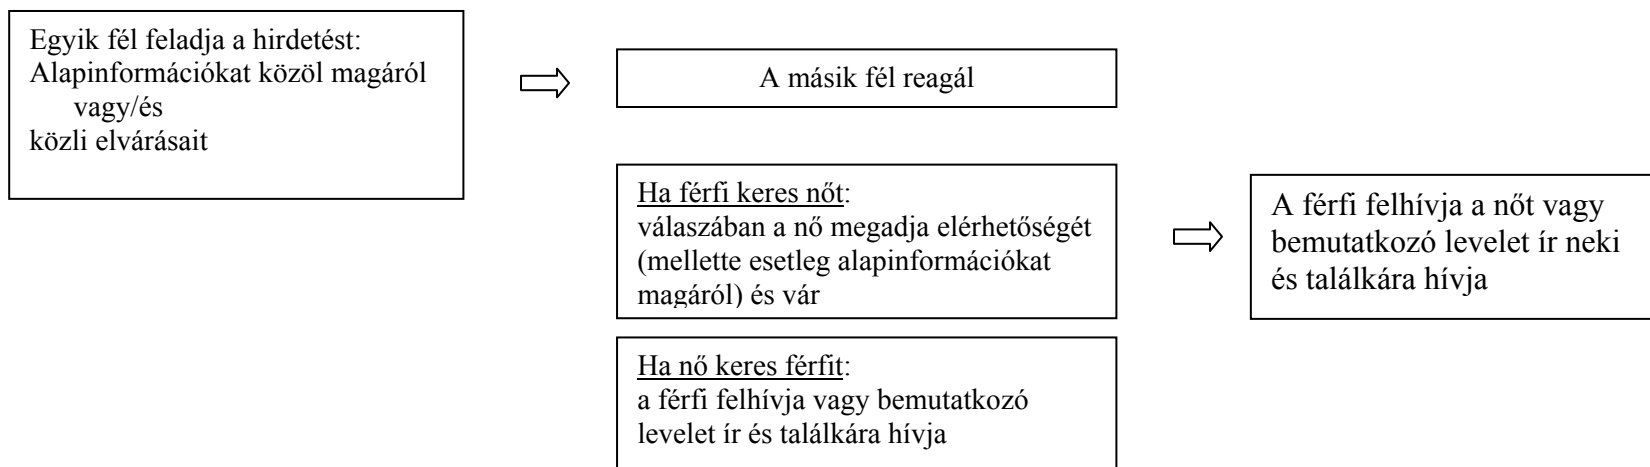 Egyik fél feladja a hirdetést:
Alapinformációkat közöl magáról
vagy/és
közli elvárásait
A másik fél reagál
Ha férfi keres nőt:
válaszában a nő megadja elérhetőségét
(mellette esetleg alapinformációkat
magáról) és vár
A férfi felhívja a nőt vagy
bemutatkozó levelet ír neki
és találkára hívja
Ha nő keres férfit:
a férfi felhívja vagy bemutatkozó
levelet ír és találkára hívja